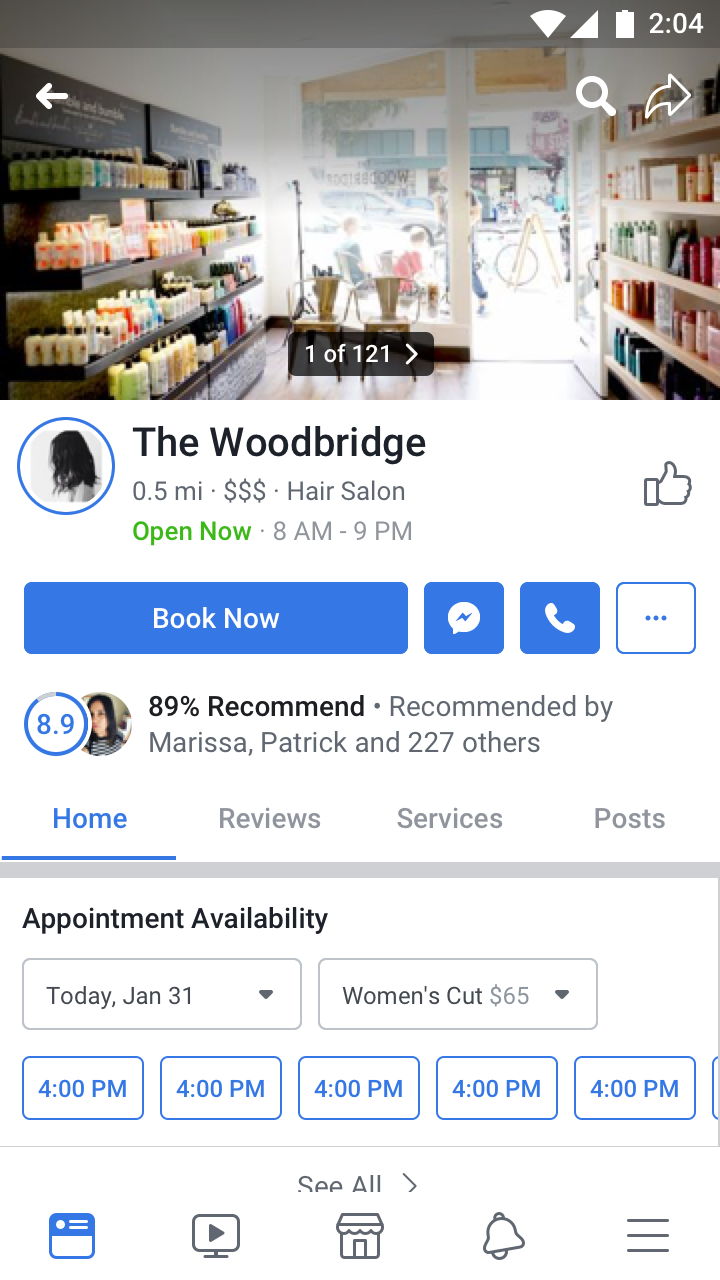 2:04
and bumble.
WOODBRIDGE
1 of 121
The Woodbridge
0.5 mi · $$$ · Hair Salon
Open Now · 8 AM - 9 PM
Book Now
8.9
89% Recommend • Recommended by
Marissa, Patrick and 227 others
Home Reviews Services Posts
Appointment Availability
Today, Jan 31
Women's Cut $65
4:00 PM 4:00 PM 4:00 PM 4:00 PM 4:00 PM
See All